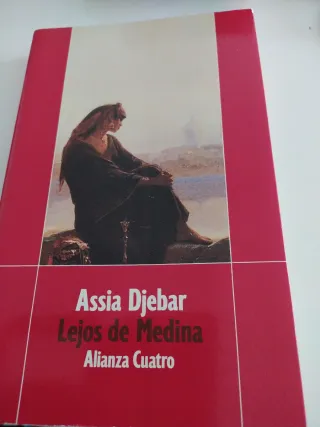 Assia Djebar
Lejos de Medina
Alianza Cuatro